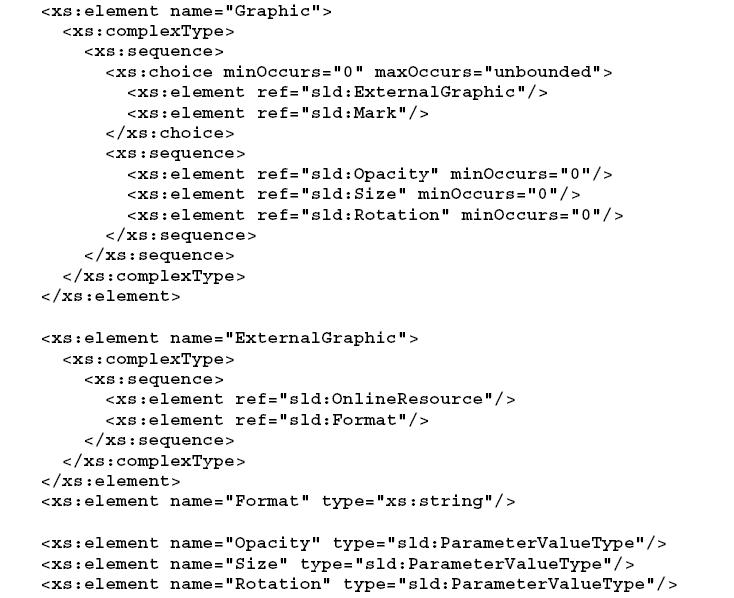 <xs:element name="Graphic">
  <xs:complexType>
    <xs:sequence>
      <xs:choice minOccurs="0" maxOccurs="unbounded">
        <xs:element ref="sld:ExternalGraphic"/>
        <xs:element ref="sld:Mark"/>
      </xs:choice>
      <xs:sequence>
        <xs:element ref="sld:Opacity" minOccurs="0"/>
        <xs:element ref="sld:Size" minOccurs="0"/>
        <xs:element ref="sld:Rotation" minOccurs="0"/>
      </xs:sequence>
    </xs:sequence>
  </xs:complexType>
</xs:element>

<xs:element name="ExternalGraphic">
  <xs:complexType>
    <xs:sequence>
      <xs:element ref="sld:OnlineResource"/>
      <xs:element ref="sld:Format"/>
    </xs:sequence>
  </xs:complexType>
</xs:element>
<xs:element name="Format" type="xs:string"/>

<xs:element name="Opacity" type="sld:ParameterValueType"/>
<xs:element name="Size" type="sld:ParameterValueType"/>
<xs:element name="Rotation" type="sld:ParameterValueType"/>